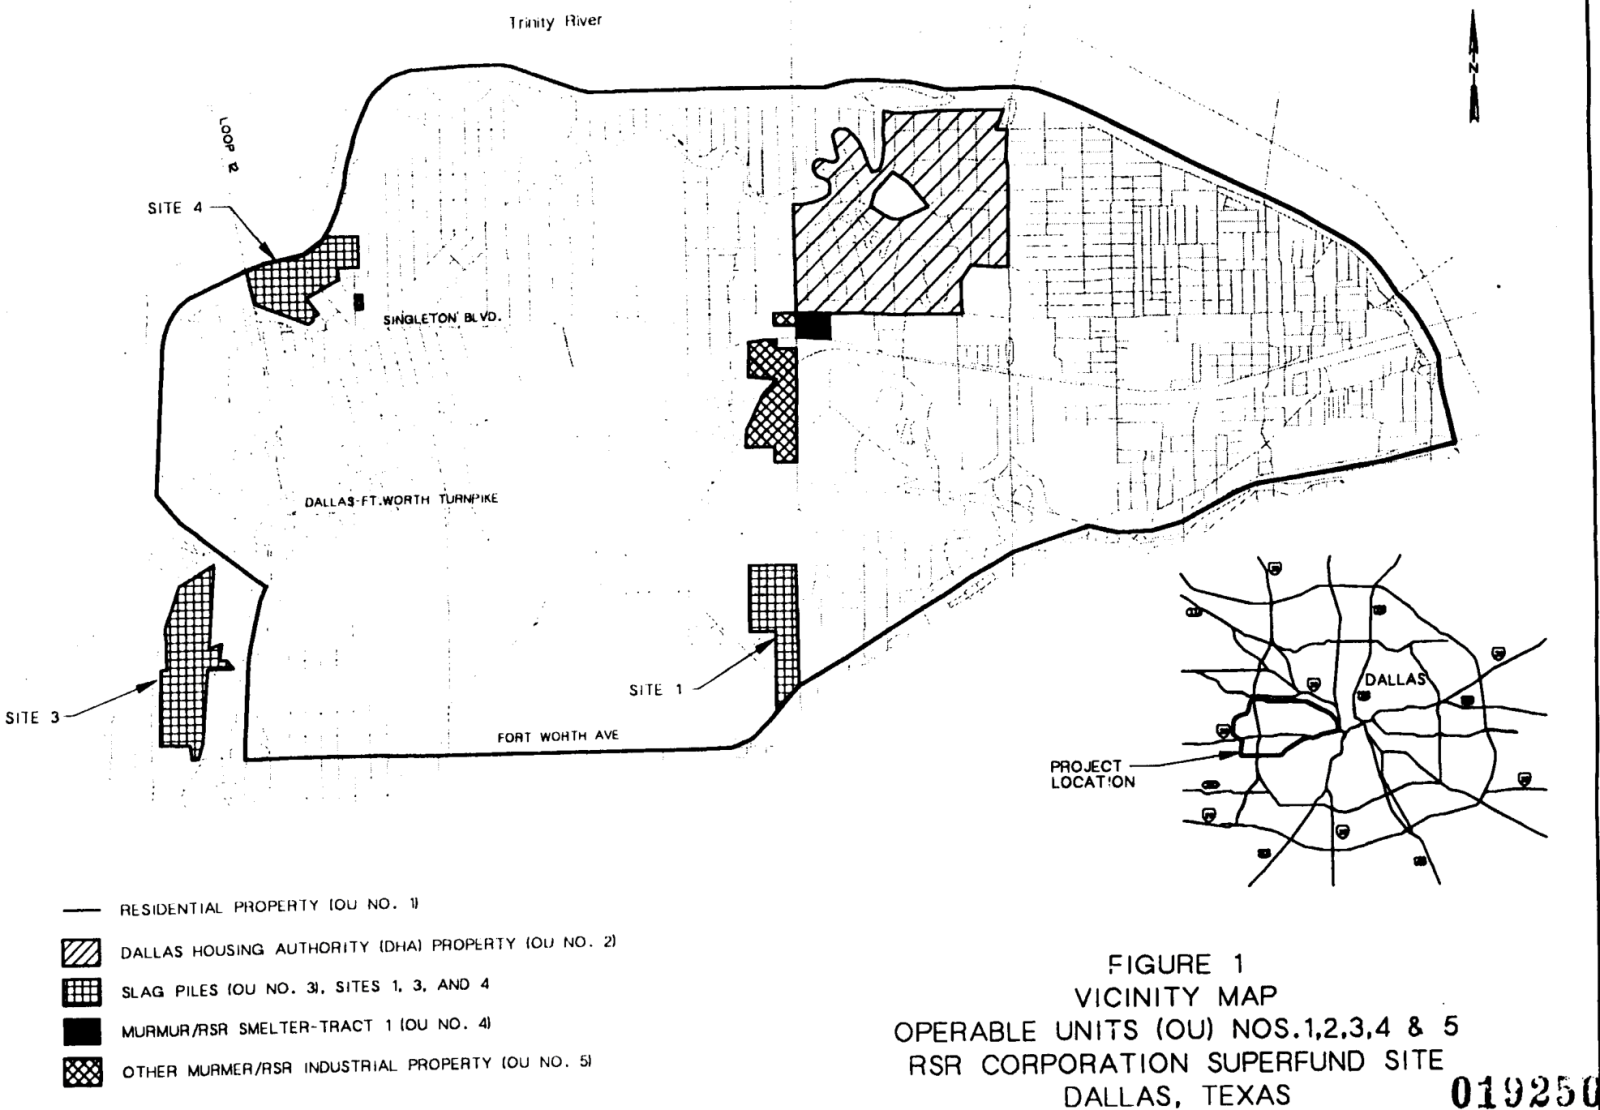 Trinity River
N
LOOP 12
SITE 4
SINGLETON BLVD.
DALLAS-FT.WORTH TURNPIKE
SITE 1
SITE 3
FORT WORTH AVE
DALLAS
PROJECT
LOCATION
RESIDENTIAL PROPERTY (OU NO. 1)
DALLAS HOUSING AUTHORITY (DHA) PROPERTY (OU NO. 2)
SLAG PILES (OU NO. 3), SITES 1, 3, AND 4
MURMUR/RSR SMELTER-TRACT 1 (OU NO. 4)
OTHER MURMER/RSR INDUSTRIAL PROPERTY (OU NO. 5)
FIGURE 1
VICINITY MAP
OPERABLE UNITS (OU) NOS.1,2,3,4 & 5
RSR CORPORATION SUPERFUND SITE
DALLAS, TEXAS
019250